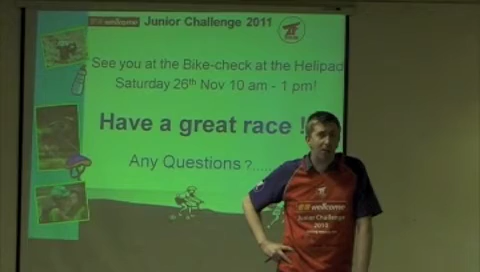 wellcome Junior Challenge 2011
See you at the Bike-check at the Helipad
Saturday 26th Nov 10 am - 1 pm!
Have a great race !
Any Questions ?.....
wellcome
Junior Challenge